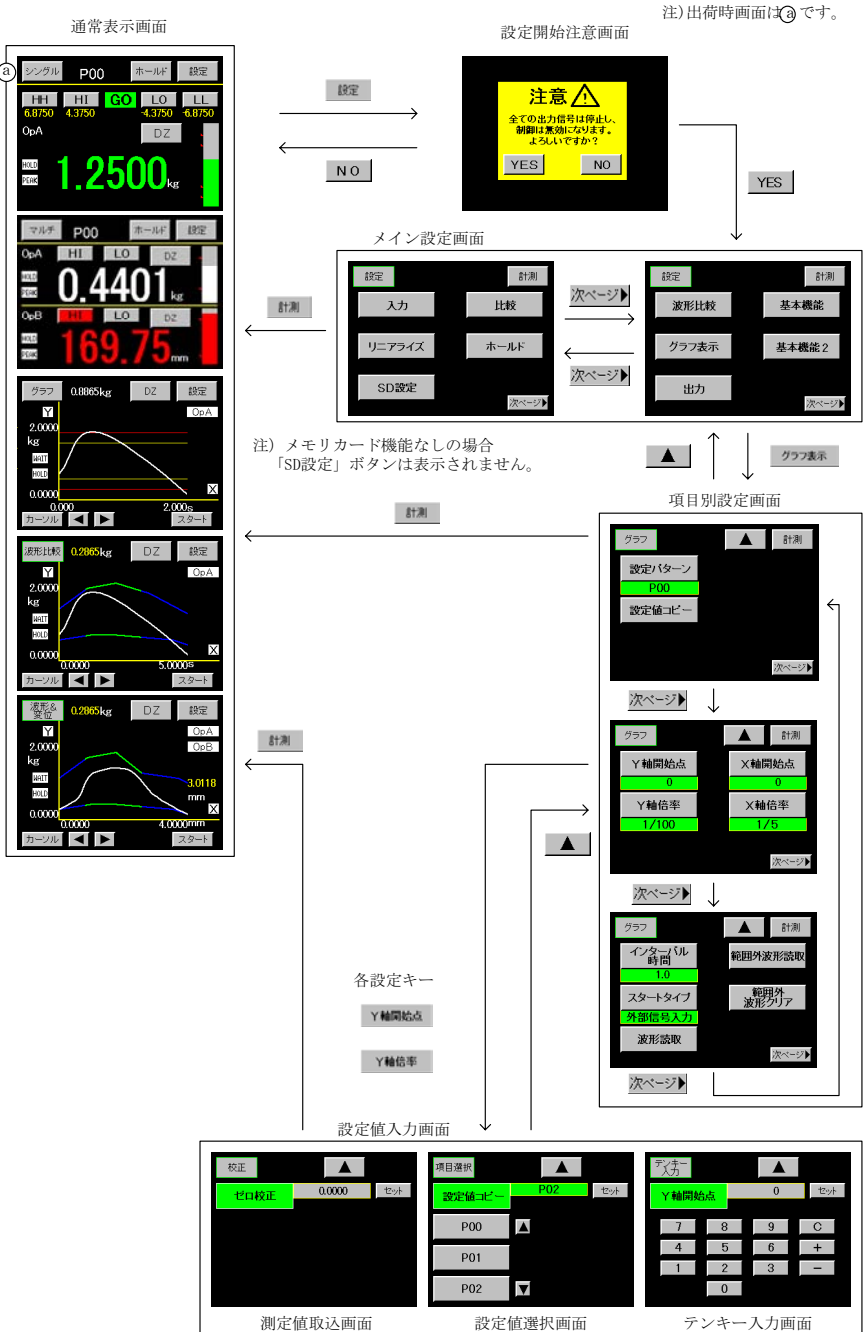 注)出荷時画面はⓐです。
通常表示画面
設定開始注意画面
a
シングル P00 ホールド 設定
HH HI GO LO LL
6.8750 4.3750 -4.3750 -6.8750
OpA DZ
HOLD
PEAK
1.2500kg
設定
NO
注意
全ての出力信号は停止し、
制御は無効になります。
よろしいですか？
YES NO
YES
マルチ P00 ホールド 設定
OpA HI LO DZ
HOLD
PEAK
0.4401kg
OpB HI LO DZ
HOLD
PEAK
169.75mm
計測
メイン設定画面
設定 計測
入力 比較
リニアライズ ホールド
SD設定
次ページ▶
次ページ▶
次ページ▶
設定 計測
波形比較 基本機能
グラフ表示 基本機能2
出力
次ページ▶
注) メモリカード機能なしの場合
「SD設定」ボタンは表示されません。
▲
グラフ表示
グラフ 0.8865kg DZ 設定
Y OpA
2.0000
kg
WAIT
HOLD
0.0000 X
0.000 2.000s
カーソル ◀ ▶ スタート
計測
項目別設定画面
グラフ ▲ 計測
設定パターン
P00
設定値コピー
次ページ▶
次ページ▶
波形比較 0.2865kg DZ 設定
Y OpA
2.0000
kg
WAIT
HOLD
0.0000 X
0.0000 5.0000s
カーソル ◀ ▶ スタート
波形&
変位
0.2865kg DZ 設定
Y OpA
2.0000 OpB
kg
WAIT
HOLD
3.0118
mm
0.0000 X
0.0000 4.0000mm
カーソル ◀ ▶ スタート
計測
▲
グラフ ▲ 計測
Y軸開始点 X軸開始点
0 0
Y軸倍率 X軸倍率
1/100 1/5
次ページ▶
次ページ▶
グラフ ▲ 計測
インターバル
時間
1.0
範囲外波形読取
スタートタイプ
外部信号入力
範囲外
波形クリア
波形読取
次ページ▶
次ページ▶
各設定キー
Y軸開始点
Y軸倍率
設定値入力画面
校正 ▲
ゼロ校正 0.0000 セット
測定値取込画面
項目選択 ▲
設定値コピー P02 セット
P00 ▲
P01
P02 ▼
設定値選択画面
テンキー
入力
▲
Y軸開始点 0 セット
7 8 9 C
4 5 6 +
1 2 3 −
0
テンキー入力画面